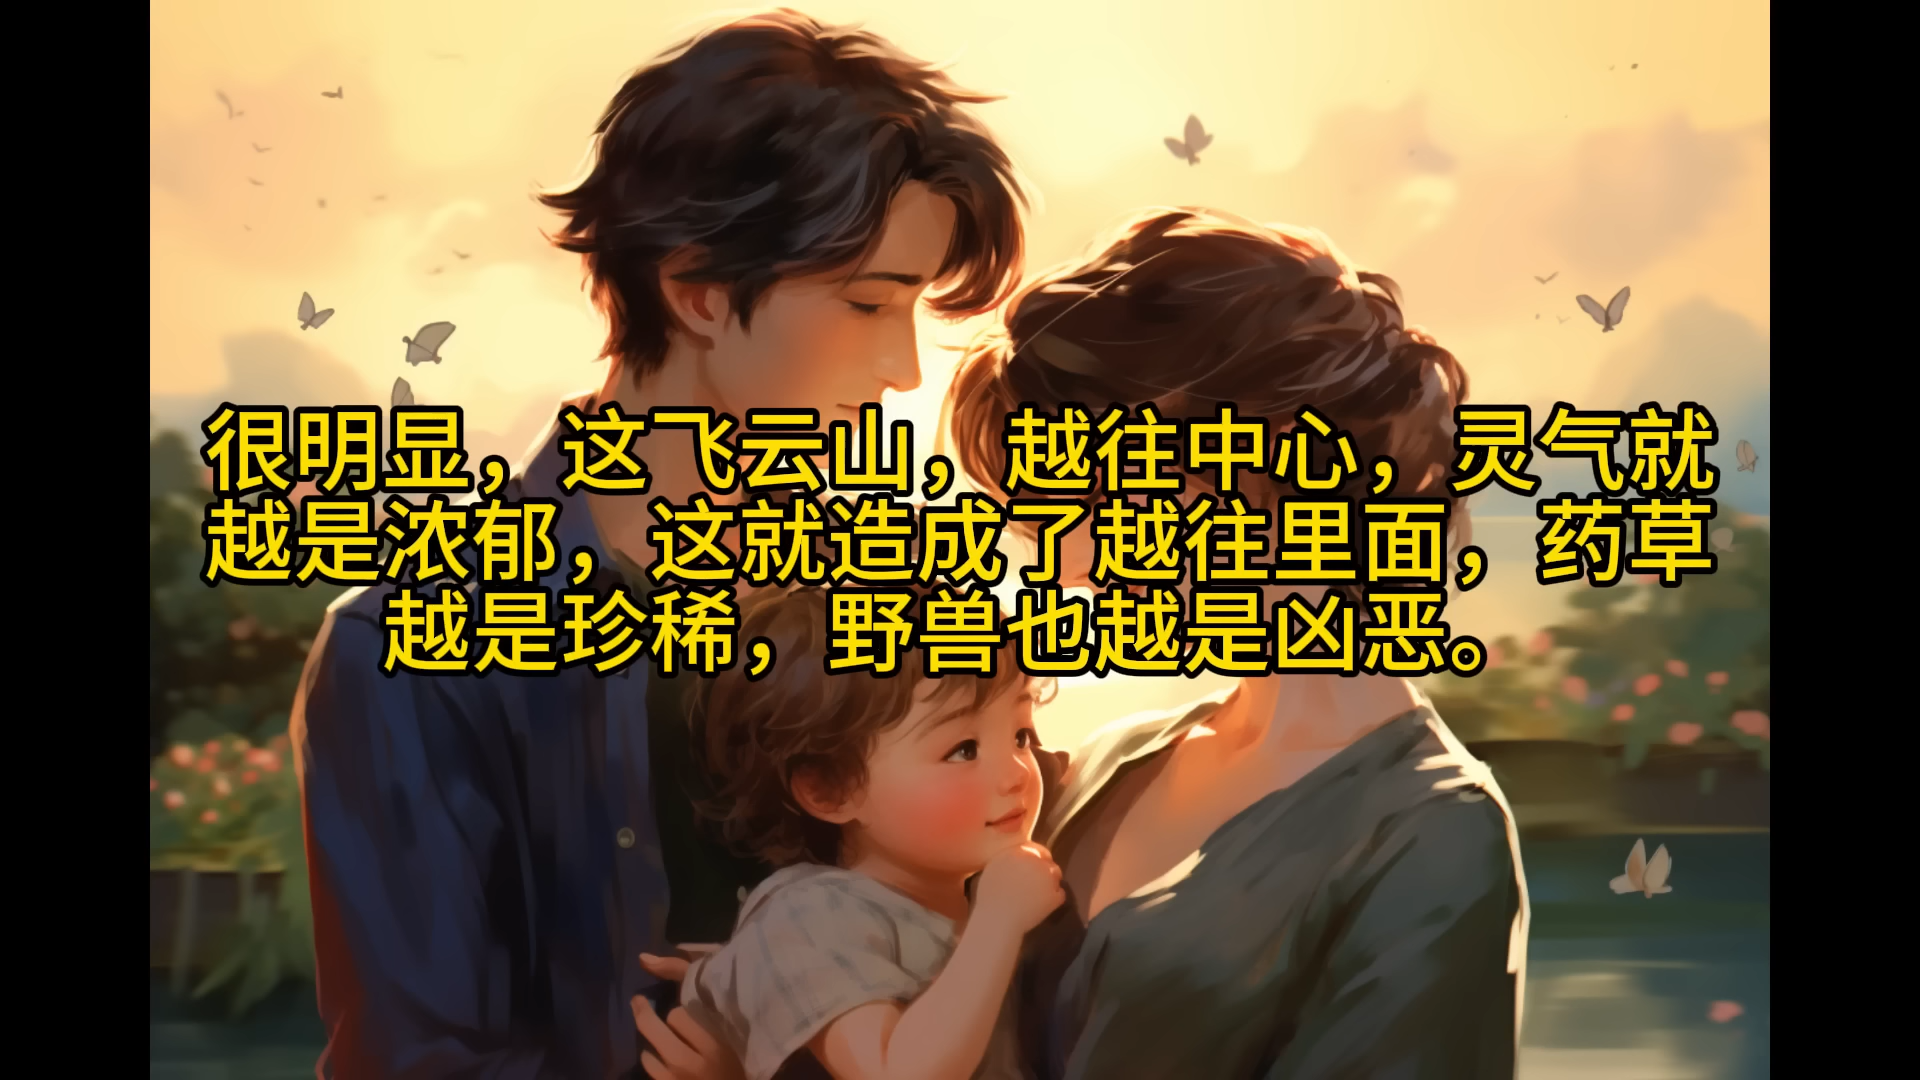 很明显，这飞云山，越往中心，灵气就
越是浓郁，这就造成了越往里面，药草
越是珍稀，野兽也越是凶恶。